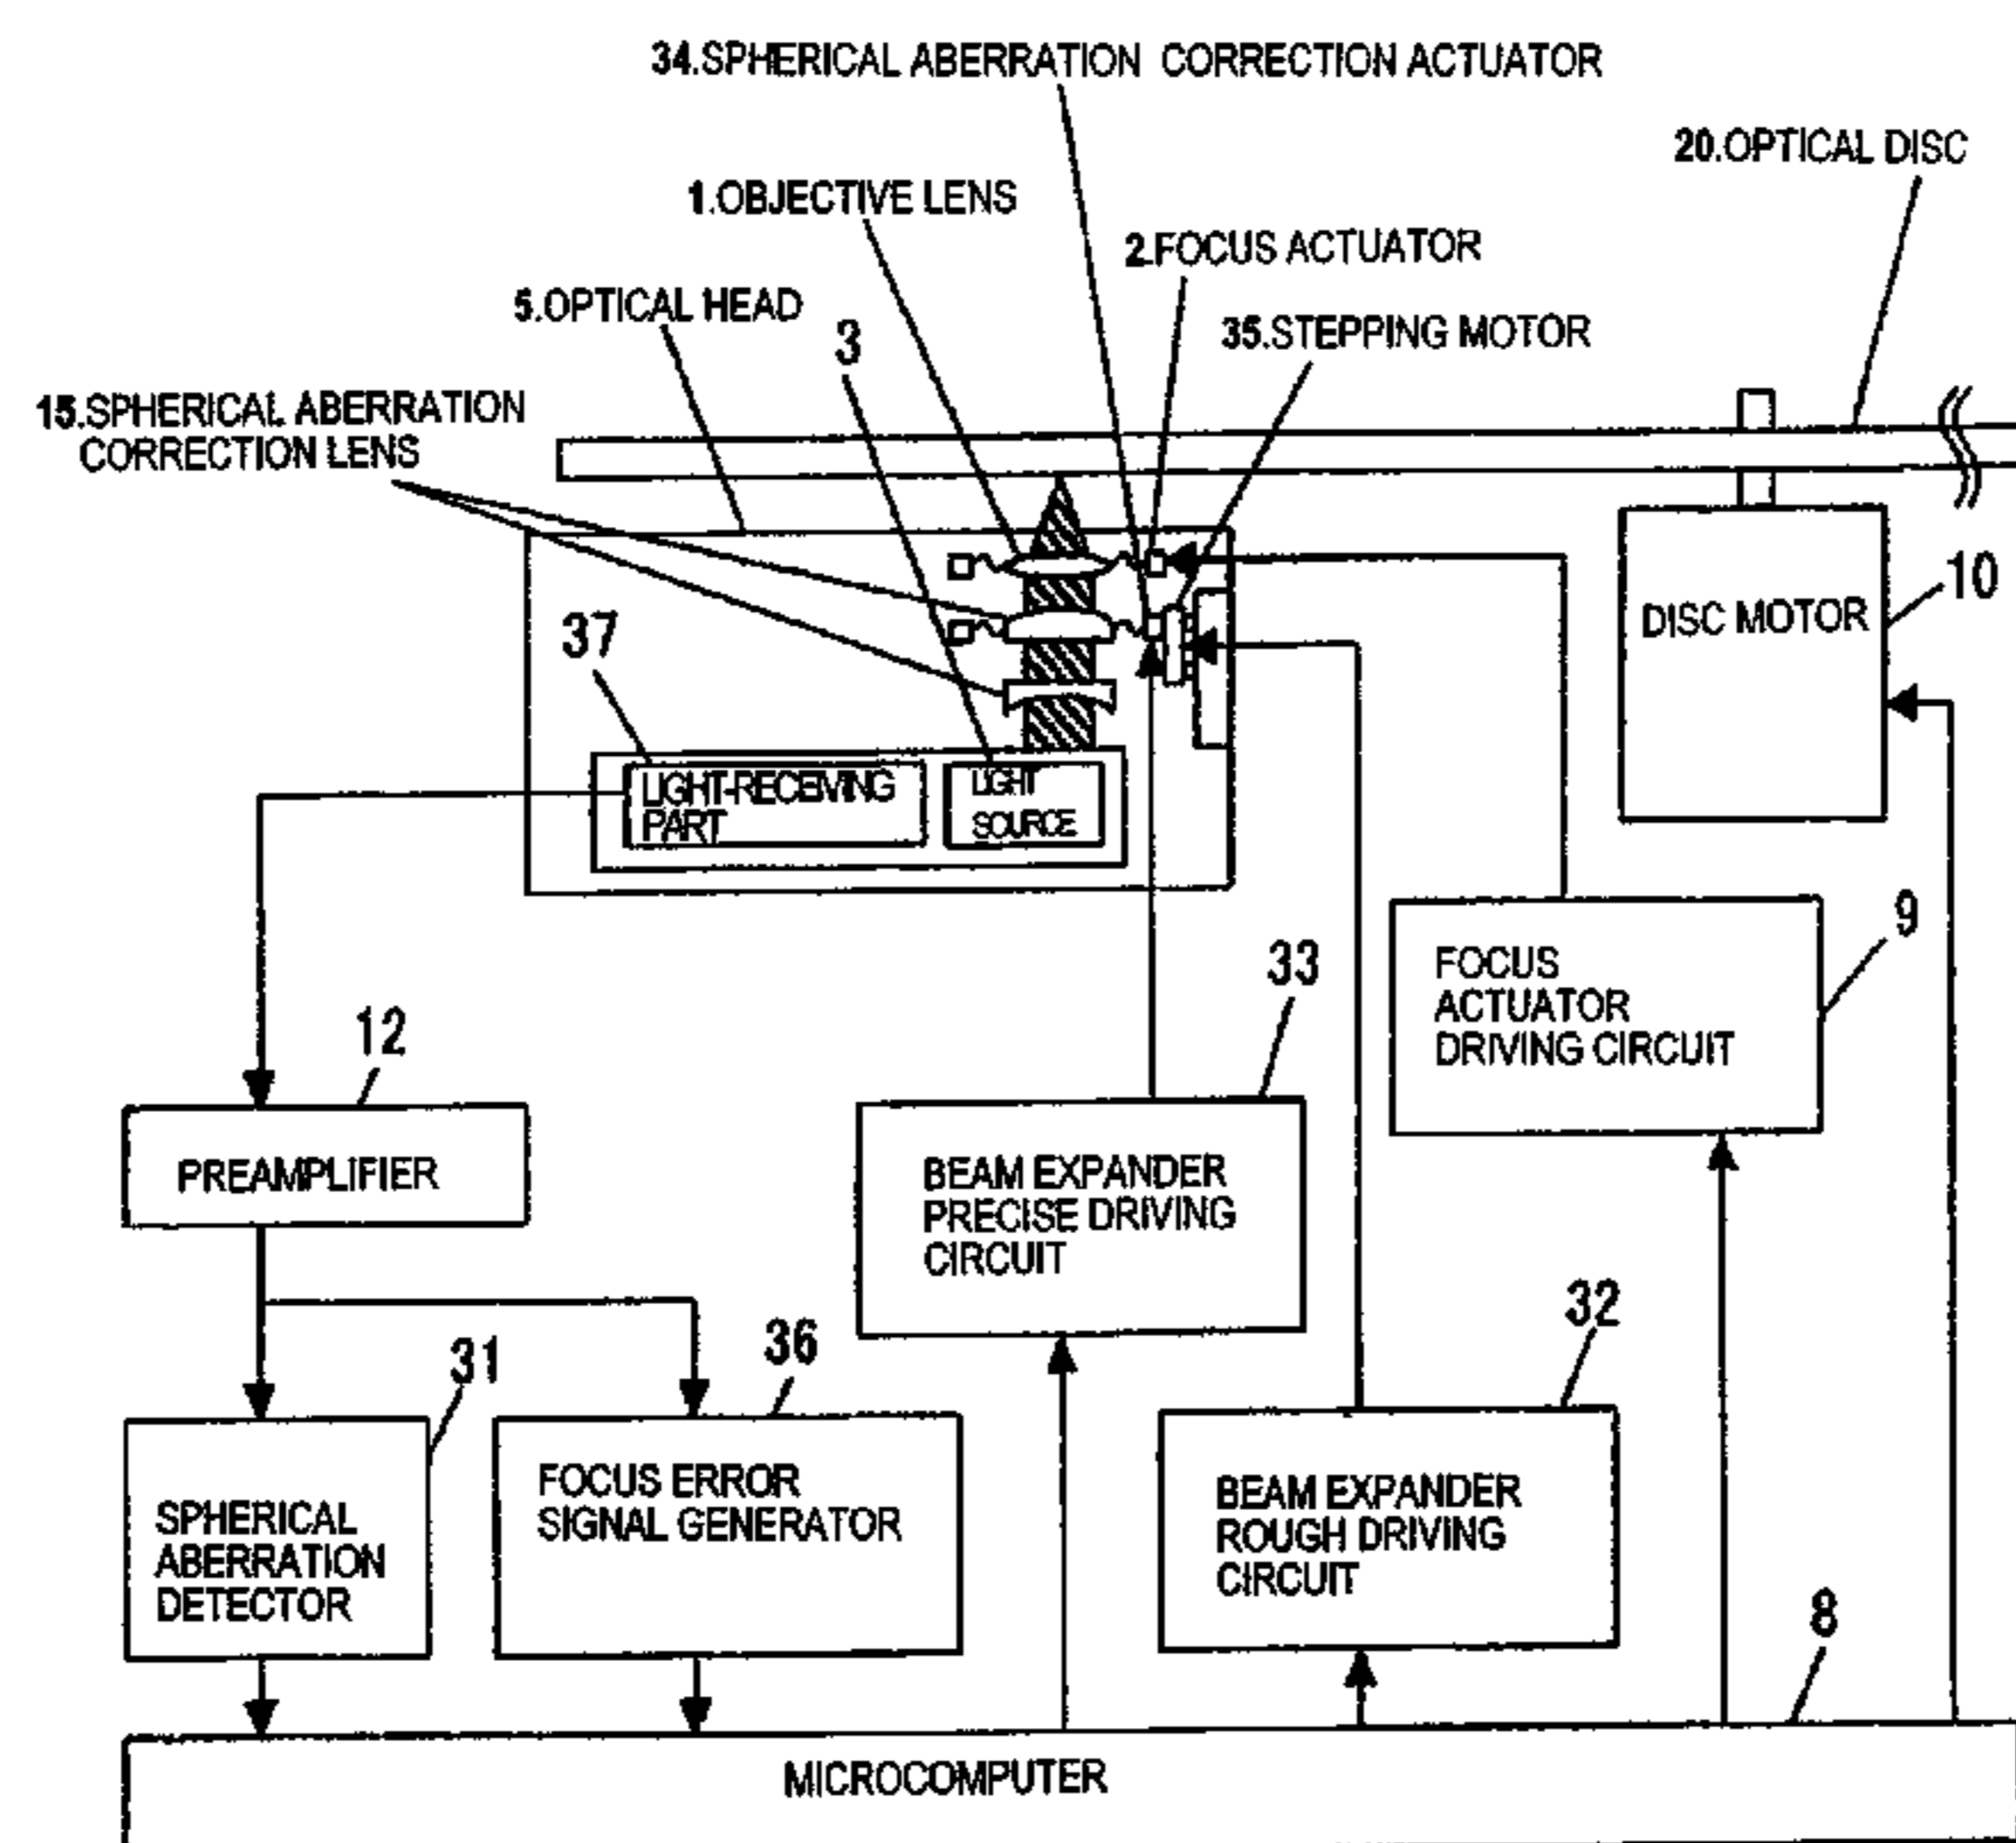 34.SPHERICAL ABERRATION CORRECTION ACTUATOR
20.OPTICAL DISC
1.OBJECTIVE LENS
2.FOCUS ACTUATOR
5.OPTICAL HEAD
3
35.STEPPING MOTOR
15.SPHERICAL ABERRATION
CORRECTION LENS
10
DISC MOTOR
37
LIGHT-RECEIVING
PART
LIGHT
SOURCE
9
FOCUS
ACTUATOR
DRIVING CIRCUIT
33
12
PREAMPLIFIER
BEAM EXPANDER
PRECISE DRIVING
CIRCUIT
32
36
31
FOCUS ERROR
SIGNAL GENERATOR
BEAM EXPANDER
ROUGH DRIVING
CIRCUIT
SPHERICAL
ABERRATION
DETECTOR
8
MICROCOMPUTER